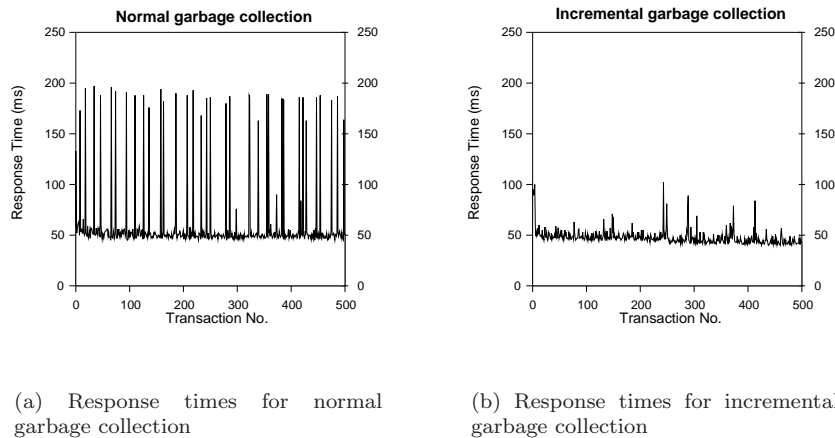 Normal garbage collection
250
200
150
100
50
0
Response Time (ms)
250
200
150
100
50
0
0 100 200 300 400 500
Transaction No.
Incremental garbage collection
250
200
150
100
50
0
Response Time (ms)
250
200
150
100
50
0
0 100 200 300 400 500
Transaction No.
(a) Response times for normal
garbage collection
(b) Response times for incremental
garbage collection